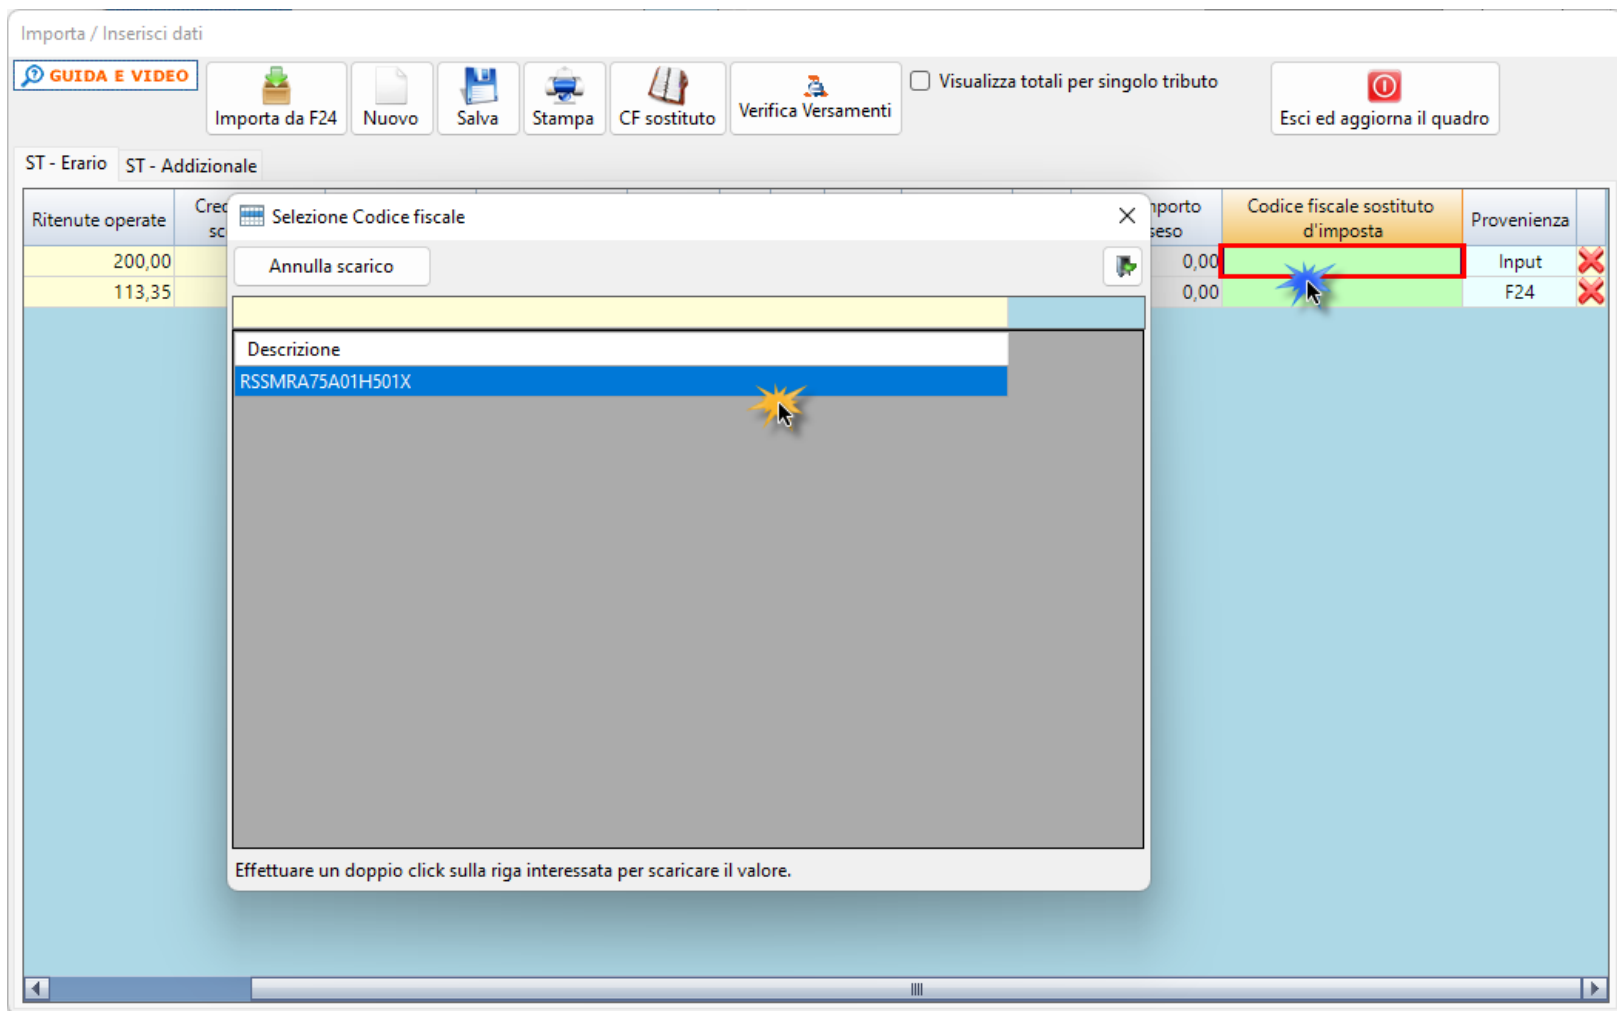 Importa / Inserisci dati
GUIDA E VIDEO
Importa da F24
Nuovo
Salva
Stampa
CF sostituto
Verifica Versamenti
Visualizza totali per singolo tributo
Esci ed aggiorna il quadro
ST - Erario
ST - Addizionale
Ritenute operate
Codice fiscale sostituto
d'imposta
Provenienza
200,00
0,00
Input
113,35
0,00
F24
Selezione Codice fiscale
Annulla scarico
Descrizione
RSSMRA75A01H501X
Effettuare un doppio click sulla riga interessata per scaricare il valore.